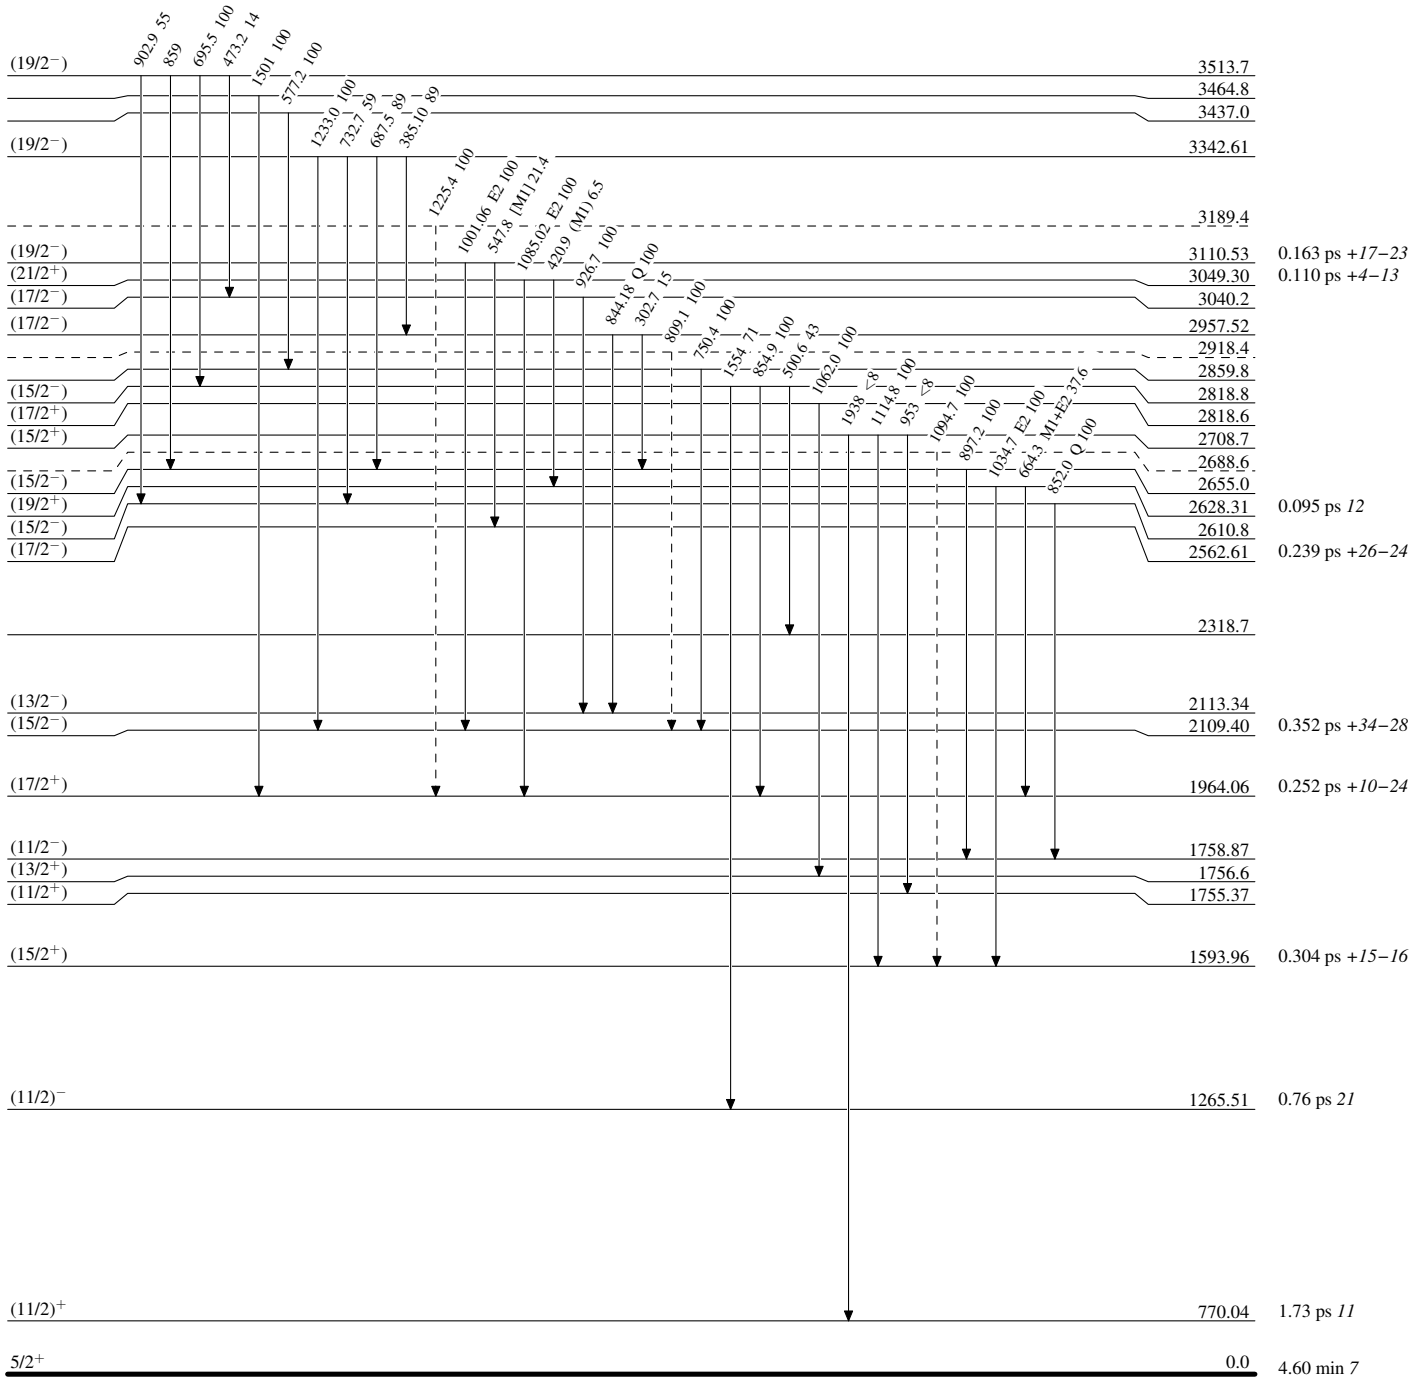 902.9 55
859
695.5 100
473.2 14
1501 100
577.2 100
1233.0 100
732.7 59
687.5 89
385.10 89
1225.4 100
1001.06 E2 100
547.8 [M1] 21.4
1085.02 E2 100
420.9 (M1) 6.5
926.7 100
844.18 Q 100
302.7 15
809.1 100
750.4 100
1554 71
854.9 100
500.6 43
1062.0 100
1938 <8
1114.8 100
953 <8
1094.7 100
897.2 100
1034.7 E2 100
664.3 M1+E2 37.6
852.0 Q 100
(19/2−) 3513.7
3464.8
3437.0
(19/2−) 3342.61
3189.4
(19/2−) 3110.53 0.163 ps +17−23
(21/2+) 3049.30 0.110 ps +4−13
(17/2−) 3040.2
(17/2−) 2957.52
2918.4
2859.8
(15/2−) 2818.8
(17/2+) 2818.6
(15/2+) 2708.7
2688.6
(15/2−) 2655.0
(19/2+) 2628.31 0.095 ps 12
(15/2−) 2610.8
(17/2−) 2562.61 0.239 ps +26−24
2318.7
(13/2−) 2113.34
(15/2−) 2109.40 0.352 ps +34−28
(17/2+) 1964.06 0.252 ps +10−24
(11/2−) 1758.87
(13/2+) 1756.6
(11/2+) 1755.37
(15/2+) 1593.96 0.304 ps +15−16
(11/2)− 1265.51 0.76 ps 21
(11/2)+ 770.04 1.73 ps 11
5/2+ 0.0 4.60 min 7